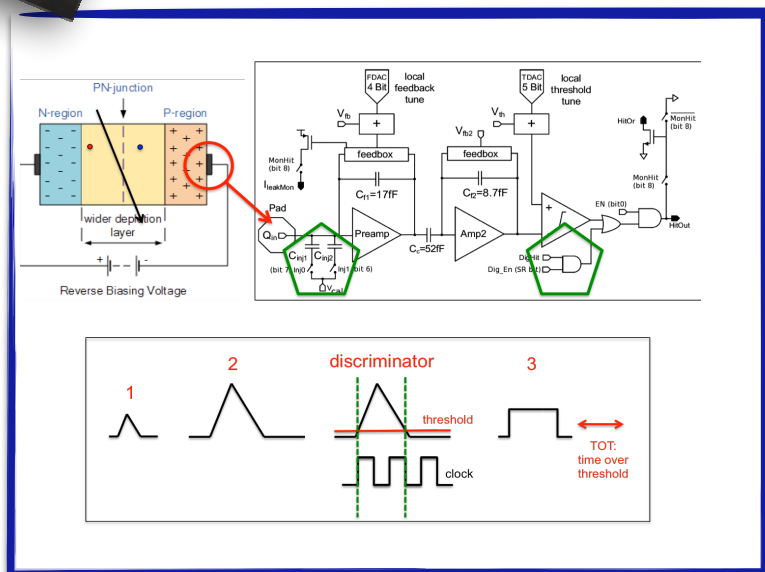 PN-junction
N-region
P-region
wider depletion
layer
+
-
Reverse Biasing Voltage
FDAC
4 Bit
local
feedback
tune
TDAC
5 Bit
local
threshold
tune
Vfb
+
Vfb2
Vth
+
HitOr
MonHit
(bit 8)
feedbox
feedbox
MonHit
(bit 8)
IleakMon
Cf1=17fF
Cf2=8.7fF
MonHit
(bit 8)
Pad
Qin
Preamp
Cc=52fF
Amp2
+
EN (bit0)
HitOut
Cinj1
Cinj2
(bit 7) Inj0
Inj1(bit 6)
Vcal
DigHit
Dig_En (SR bit)
1
2
discriminator
3
threshold
clock
TOT:
time over
threshold